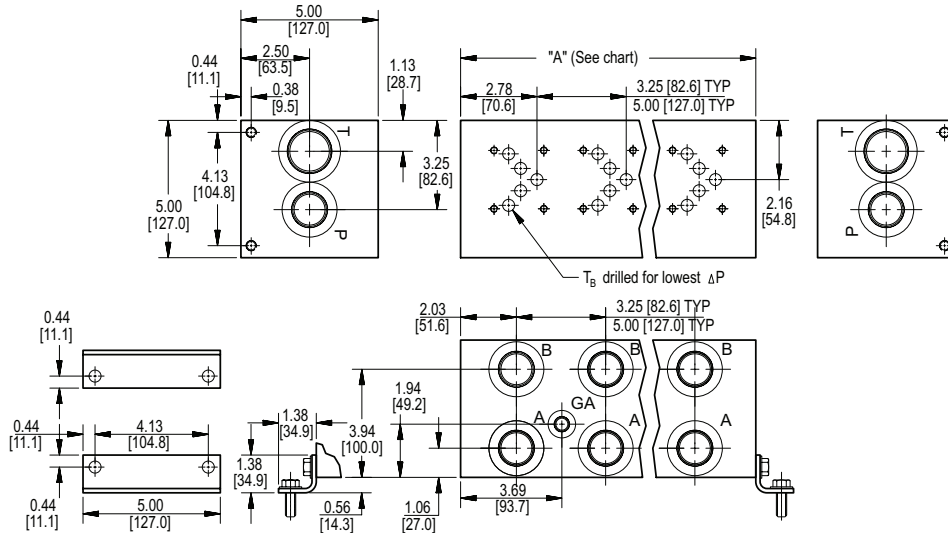 5.00
[127.0]
2.50
[63.5]
0.44
[11.1]
0.38
[9.5]
1.13
[28.7]
"A" (See chart)
2.78
[70.6]
3.25 [82.6] TYP
5.00 [127.0] TYP
T
P
3.25
[82.6]
4.13
[104.8]
5.00
[127.0]
2.16
[54.8]
T
P
TB drilled for lowest ΔP
2.03
[51.6]
3.25 [82.6] TYP
5.00 [127.0] TYP
0.44
[11.1]
B
B
B
GA
A
A
A
1.94
[49.2]
3.94
[100.0]
1.38
[34.9]
0.44
[11.1]
4.13
[104.8]
1.38
[34.9]
0.44
[11.1]
5.00
[127.0]
0.56
[14.3]
1.06
[27.0]
3.69
[93.7]